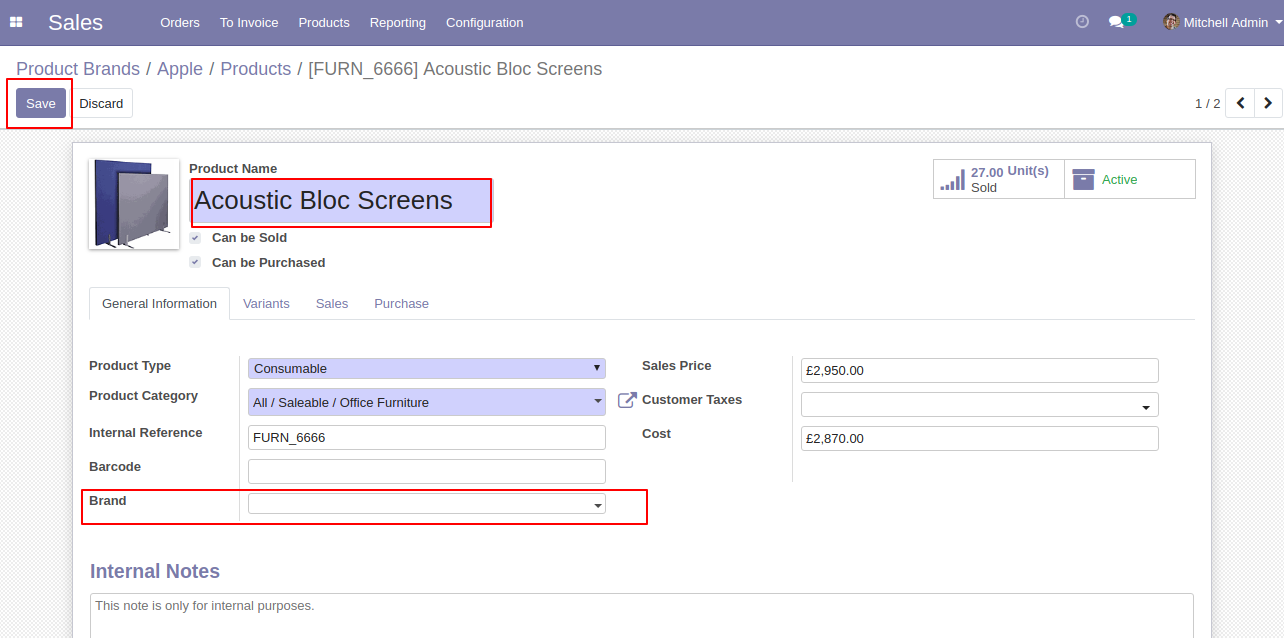 Sales Orders To Invoice Products Reporting Configuration 1 Mitchell Admin
Product Brands / Apple / Products / [FURN_6666] Acoustic Bloc Screens
Save Discard 1 / 2
Product Name
Acoustic Bloc Screens
27.00 Unit(s)
Sold
Active
Can be Sold
Can be Purchased
General Information Variants Sales Purchase
Product Type Consumable
Product Category All / Saleable / Office Furniture
Internal Reference FURN_6666
Barcode
Brand
Sales Price £2,950.00
Customer Taxes
Cost £2,870.00
Internal Notes
This note is only for internal purposes.